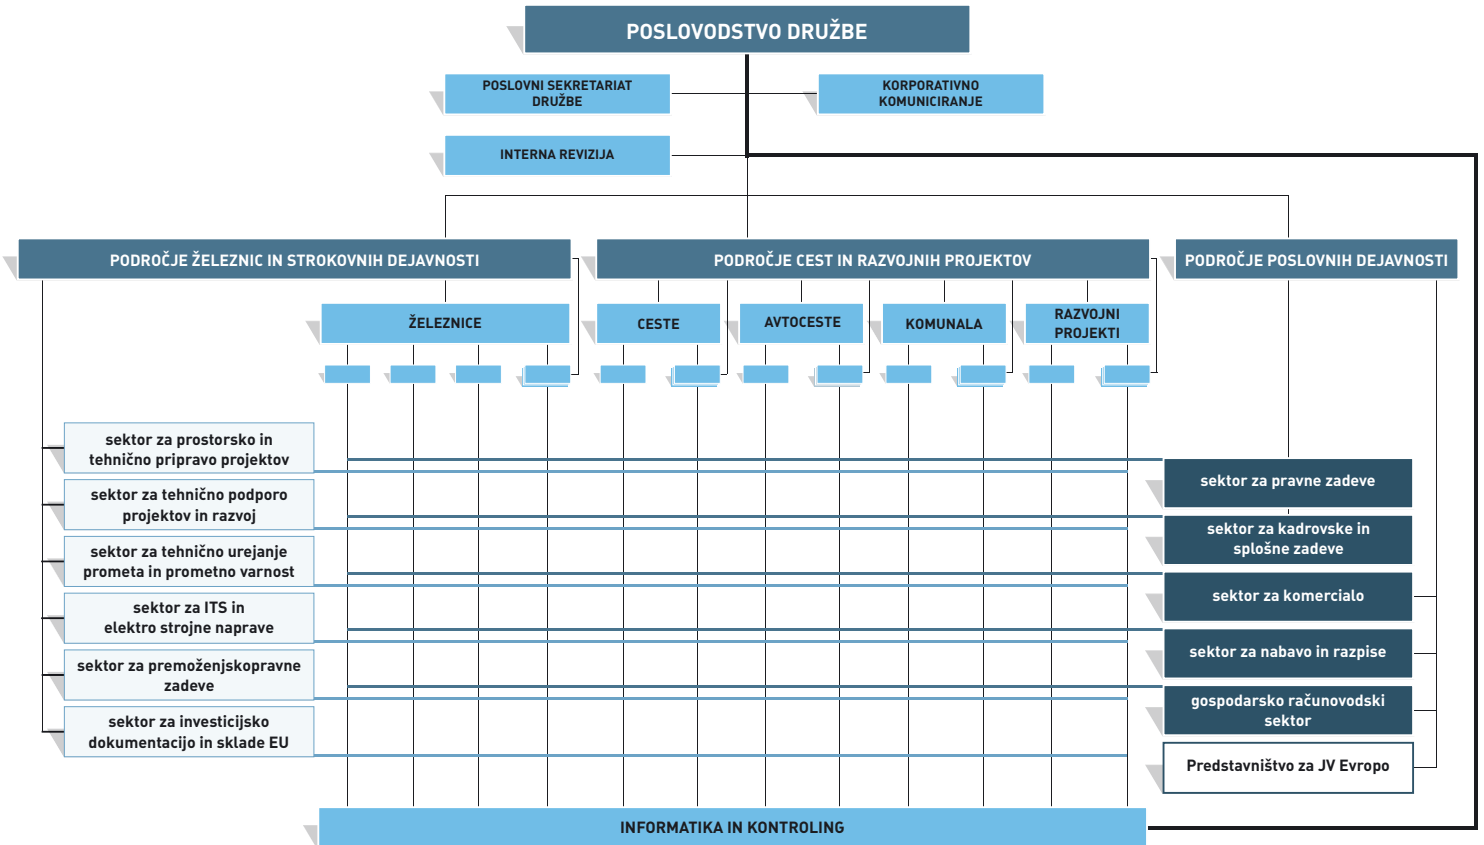 POSLOVODSTVO DRUŽBE
POSLOVNI SEKRETARIAT
DRUŽBE
KORPORATIVNO
KOMUNICIRANJE
INTERNA REVIZIJA
PODROČJE ŽELEZNIC IN STROKOVNIH DEJAVNOSTI
PODROČJE CEST IN RAZVOJNIH PROJEKTOV
PODROČJE POSLOVNIH DEJAVNOSTI
ŽELEZNICE
CESTE
AVTOCESTE
KOMUNALA
RAZVOJNI
PROJEKTI
sektor za prostorsko in
tehnično pripravo projektov
sektor za tehnično podporo
projektov in razvoj
sektor za tehnično urejanje
prometa in prometno varnost
sektor za ITS in
elektro strojne naprave
sektor za premoženjskopravne
zadeve
sektor za investicijsko
dokumentacijo in sklade EU
sektor za pravne zadeve
sektor za kadrovske in
splošne zadeve
sektor za komercialo
sektor za nabavo in razpise
gospodarsko računovodski
sektor
Predstavništvo za JV Evropo
INFORMATIKA IN KONTROLING